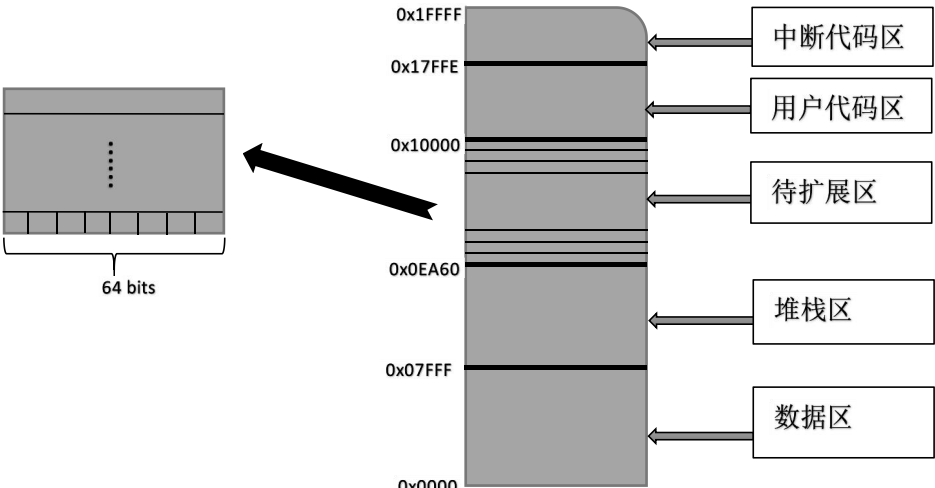 0x1FFFF
中断代码区
0x17FFE
用户代码区
0x10000
待扩展区
0x0EA60
64 bits
堆栈区
0x07FFF
数据区
0x0000